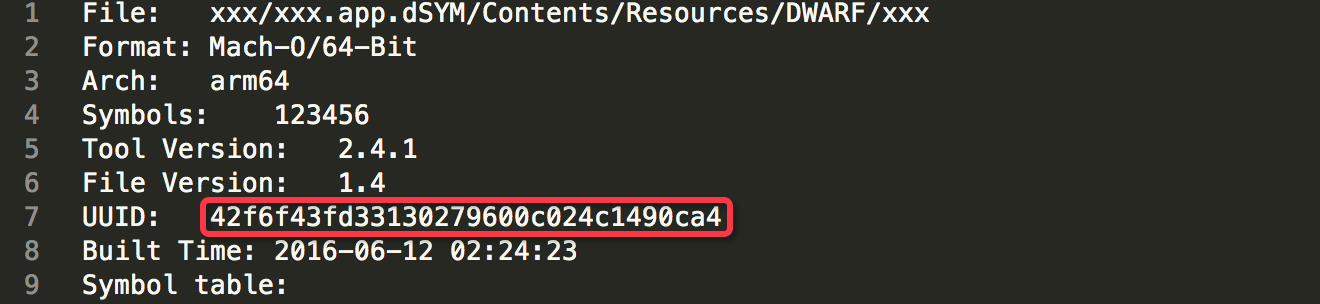 1 File: xxx/xxx.app.dSYM/Contents/Resources/DWARF/xxx
2 Format: Mach-O/64-Bit
3 Arch: arm64
4 Symbols: 123456
5 Tool Version: 2.4.1
6 File Version: 1.4
7 UUID: 42f6f43fd33130279600c024c1490ca4
8 Built Time: 2016-06-12 02:24:23
9 Symbol table: